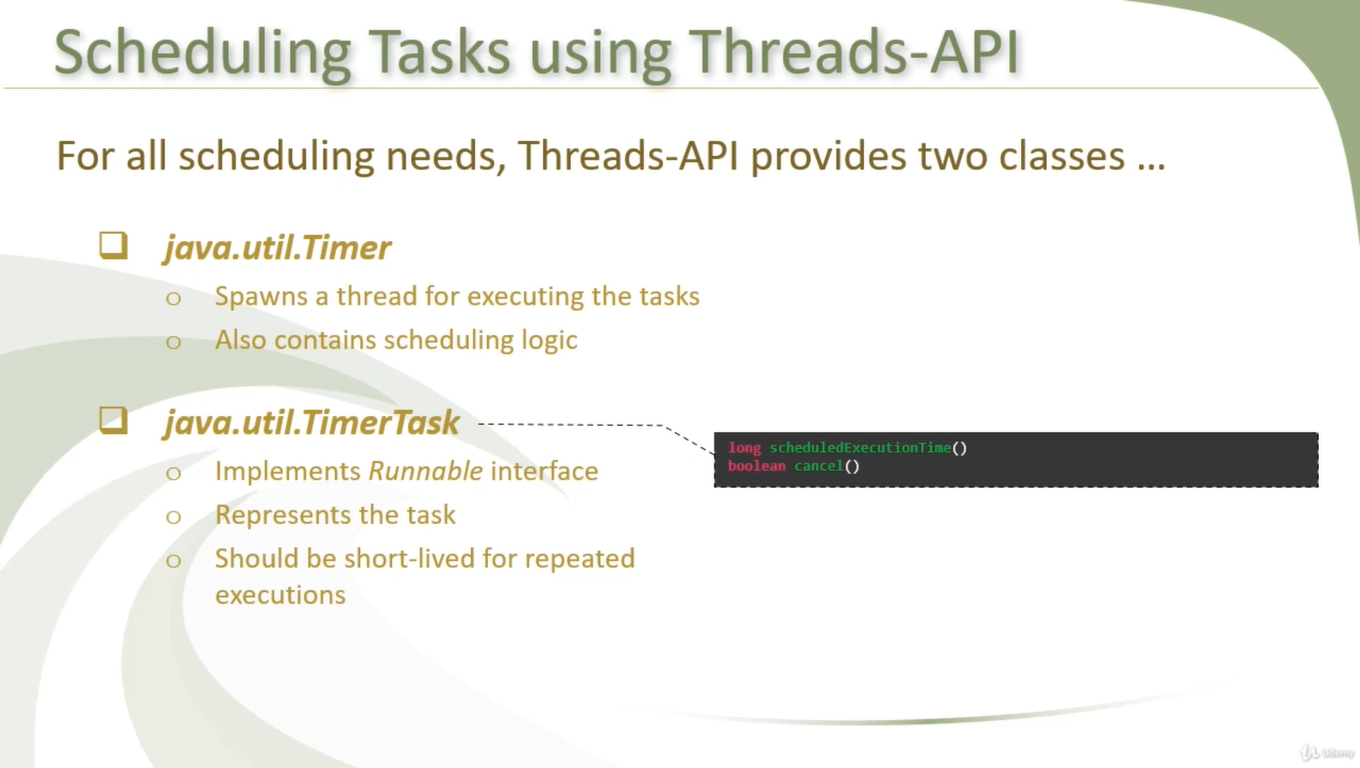 Scheduling Tasks using Threads-API
For all scheduling needs, Threads-API provides two classes ...
❑ java.util.Timer
o Spawns a thread for executing the tasks
o Also contains scheduling logic
❑ java.util.TimerTask
long scheduledExecutionTime()
boolean cancel()
o Implements Runnable interface
o Represents the task
o Should be short-lived for repeated
executions
Udemy